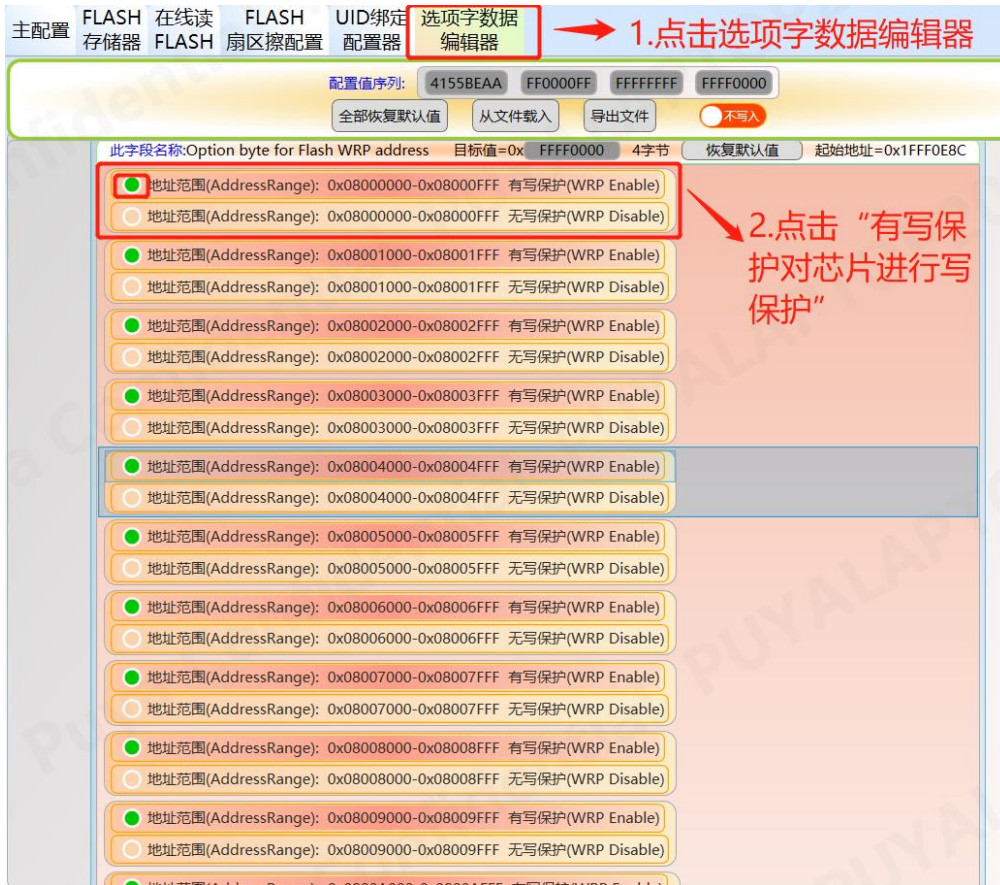 主配置
FLASH
存储器
在线读
FLASH
FLASH
扇区擦配置
UID绑定
配置器
选项字数据
编辑器
1.点击选项字数据编辑器
配置值序列: 4155BEAA FF0000FF FFFFFFFF FFFF0000
全部恢复默认值 从文件载入 导出文件 不写入
此字段名称:Option byte for Flash WRP address 目标值=0x FFFF0000 4字节 恢复默认值 起始地址=0x1FFF0E8C
地址范围(AddressRange): 0x08000000-0x08000FFF 有写保护(WRP Enable)
地址范围(AddressRange): 0x08000000-0x08000FFF 无写保护(WRP Disable)
2.点击“有写保
护对芯片进行写
保护”
地址范围(AddressRange): 0x08001000-0x08001FFF 有写保护(WRP Enable)
地址范围(AddressRange): 0x08001000-0x08001FFF 无写保护(WRP Disable)
地址范围(AddressRange): 0x08002000-0x08002FFF 有写保护(WRP Enable)
地址范围(AddressRange): 0x08002000-0x08002FFF 无写保护(WRP Disable)
地址范围(AddressRange): 0x08003000-0x08003FFF 有写保护(WRP Enable)
地址范围(AddressRange): 0x08003000-0x08003FFF 无写保护(WRP Disable)
地址范围(AddressRange): 0x08004000-0x08004FFF 有写保护(WRP Enable)
地址范围(AddressRange): 0x08004000-0x08004FFF 无写保护(WRP Disable)
地址范围(AddressRange): 0x08005000-0x08005FFF 有写保护(WRP Enable)
地址范围(AddressRange): 0x08005000-0x08005FFF 无写保护(WRP Disable)
地址范围(AddressRange): 0x08006000-0x08006FFF 有写保护(WRP Enable)
地址范围(AddressRange): 0x08006000-0x08006FFF 无写保护(WRP Disable)
地址范围(AddressRange): 0x08007000-0x08007FFF 有写保护(WRP Enable)
地址范围(AddressRange): 0x08007000-0x08007FFF 无写保护(WRP Disable)
地址范围(AddressRange): 0x08008000-0x08008FFF 有写保护(WRP Enable)
地址范围(AddressRange): 0x08008000-0x08008FFF 无写保护(WRP Disable)
地址范围(AddressRange): 0x08009000-0x08009FFF 有写保护(WRP Enable)
地址范围(AddressRange): 0x08009000-0x08009FFF 无写保护(WRP Disable)